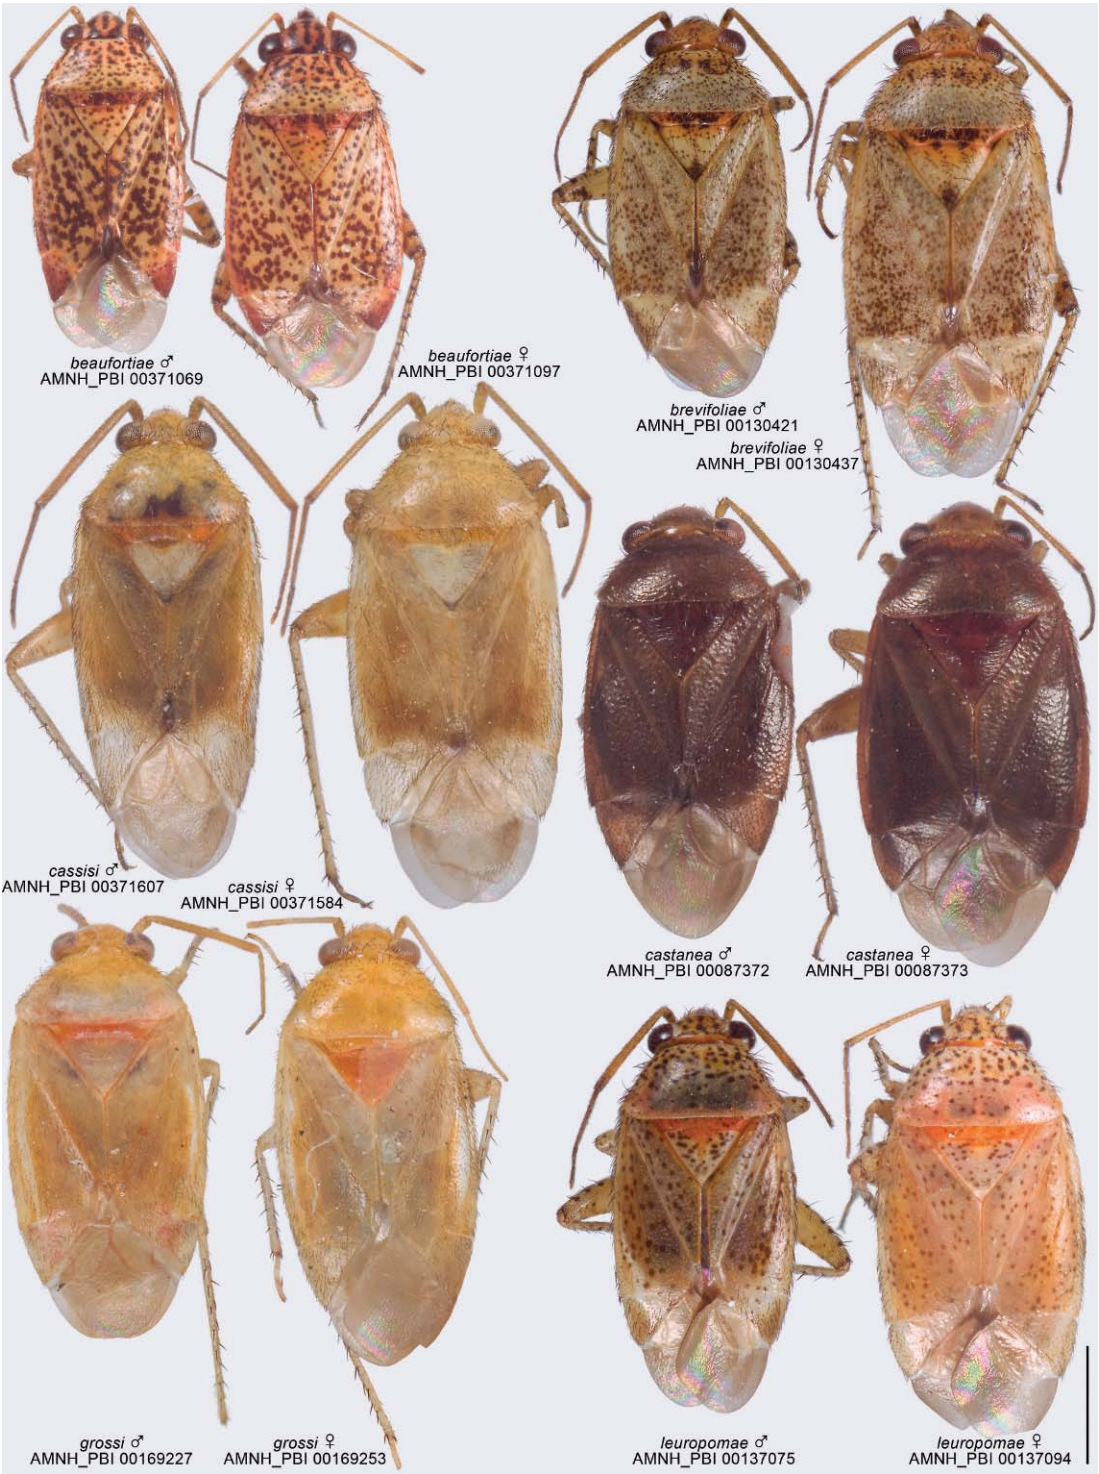 beaufortiae ♂
AMNH_PBI 00371069
beaufortiae ♀
AMNH_PBI 00371097
brevifoliae ♂
AMNH_PBI 00130421
brevifoliae ♀
AMNH_PBI 00130437
cassisi ♂
AMNH_PBI 00371607
cassisi ♀
AMNH_PBI 00371584
castanea ♂
AMNH_PBI 00087372
castanea ♀
AMNH_PBI 00087373
grossi ♂
AMNH_PBI 00169227
grossi ♀
AMNH_PBI 00169253
leuropomae ♂
AMNH_PBI 00137075
leuropomae ♀
AMNH_PBI 00137094